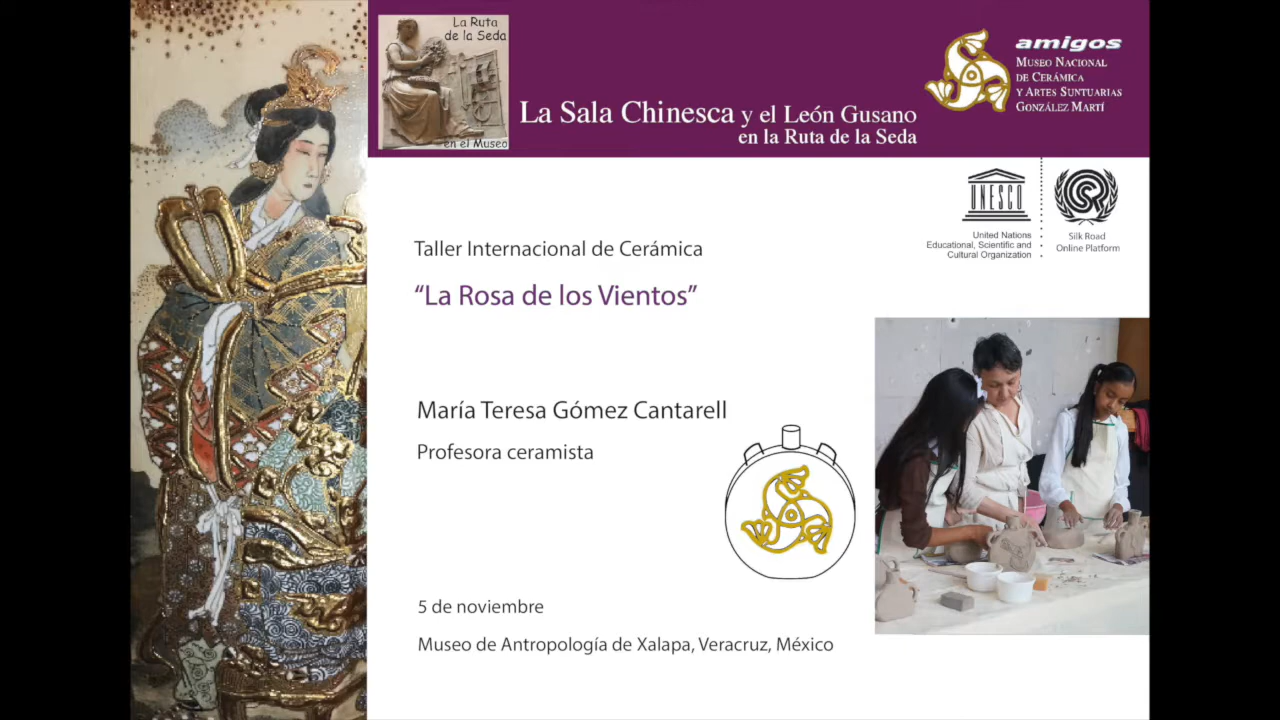 La Ruta
de la Seda
en el Museo
La Sala Chinesca y el León Gusano
en la Ruta de la Seda
amigos
Museo Nacional
de Cerámica
y Artes Suntuarias
González Martí
UNESCO
United Nations
Educational, Scientific and
Cultural Organization
Silk Road
Online Platform
Taller Internacional de Cerámica
“La Rosa de los Vientos”
María Teresa Gómez Cantarell
Profesora ceramista
5 de noviembre
Museo de Antropología de Xalapa, Veracruz, México